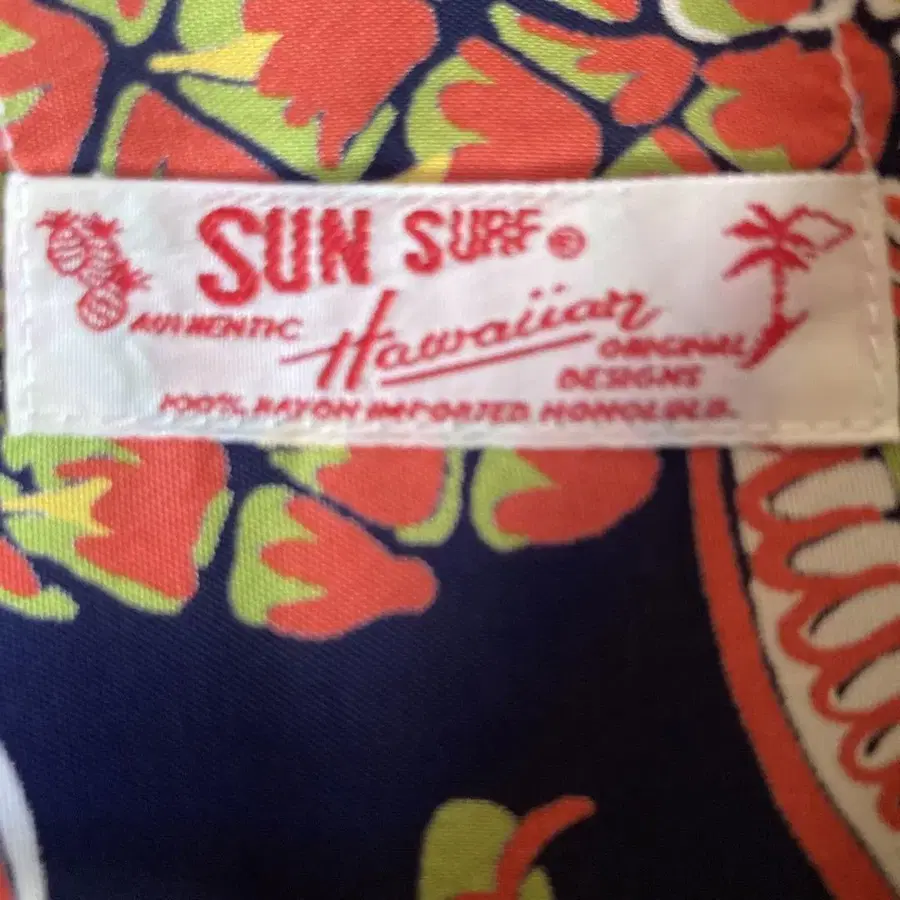 SUN SURF ®
AUTHENTIC Hawaiian ORIGINAL
DESIGNS
100% RAYON IMPORTED HONOLULU.